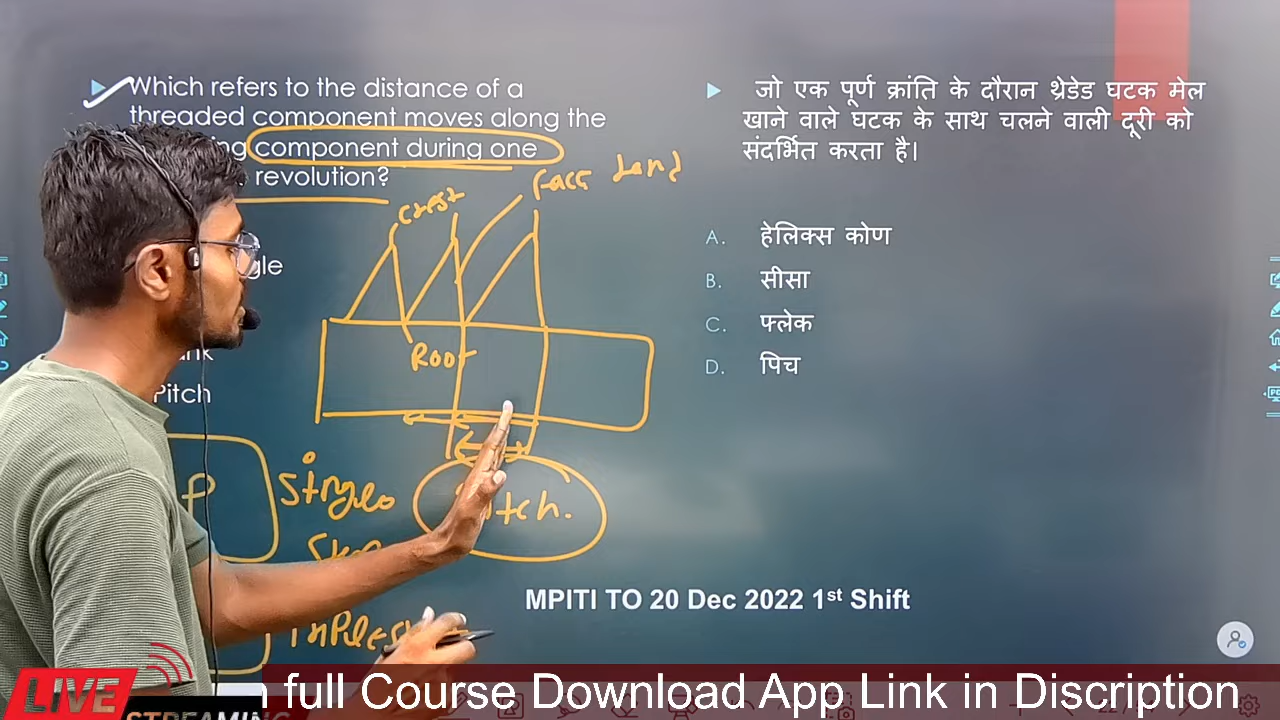 Which refers to the distance of a
threaded component moves along the
component during one
revolution?
Pitch
Crest
Face Land
Root
Pitch.
P
Single
जो एक पूर्ण क्रांति के दौरान थ्रेडेड घटक मेल
खाने वाले घटक के साथ चलने वाली दूरी को
संदर्भित करता है।
A. हेलिक्स कोण
B. सीसा
C. फ्लेक
D. पिच
MPITI TO 20 Dec 2022 1st Shift
LIVE
STREAMING
full Course Download App Link in Discription